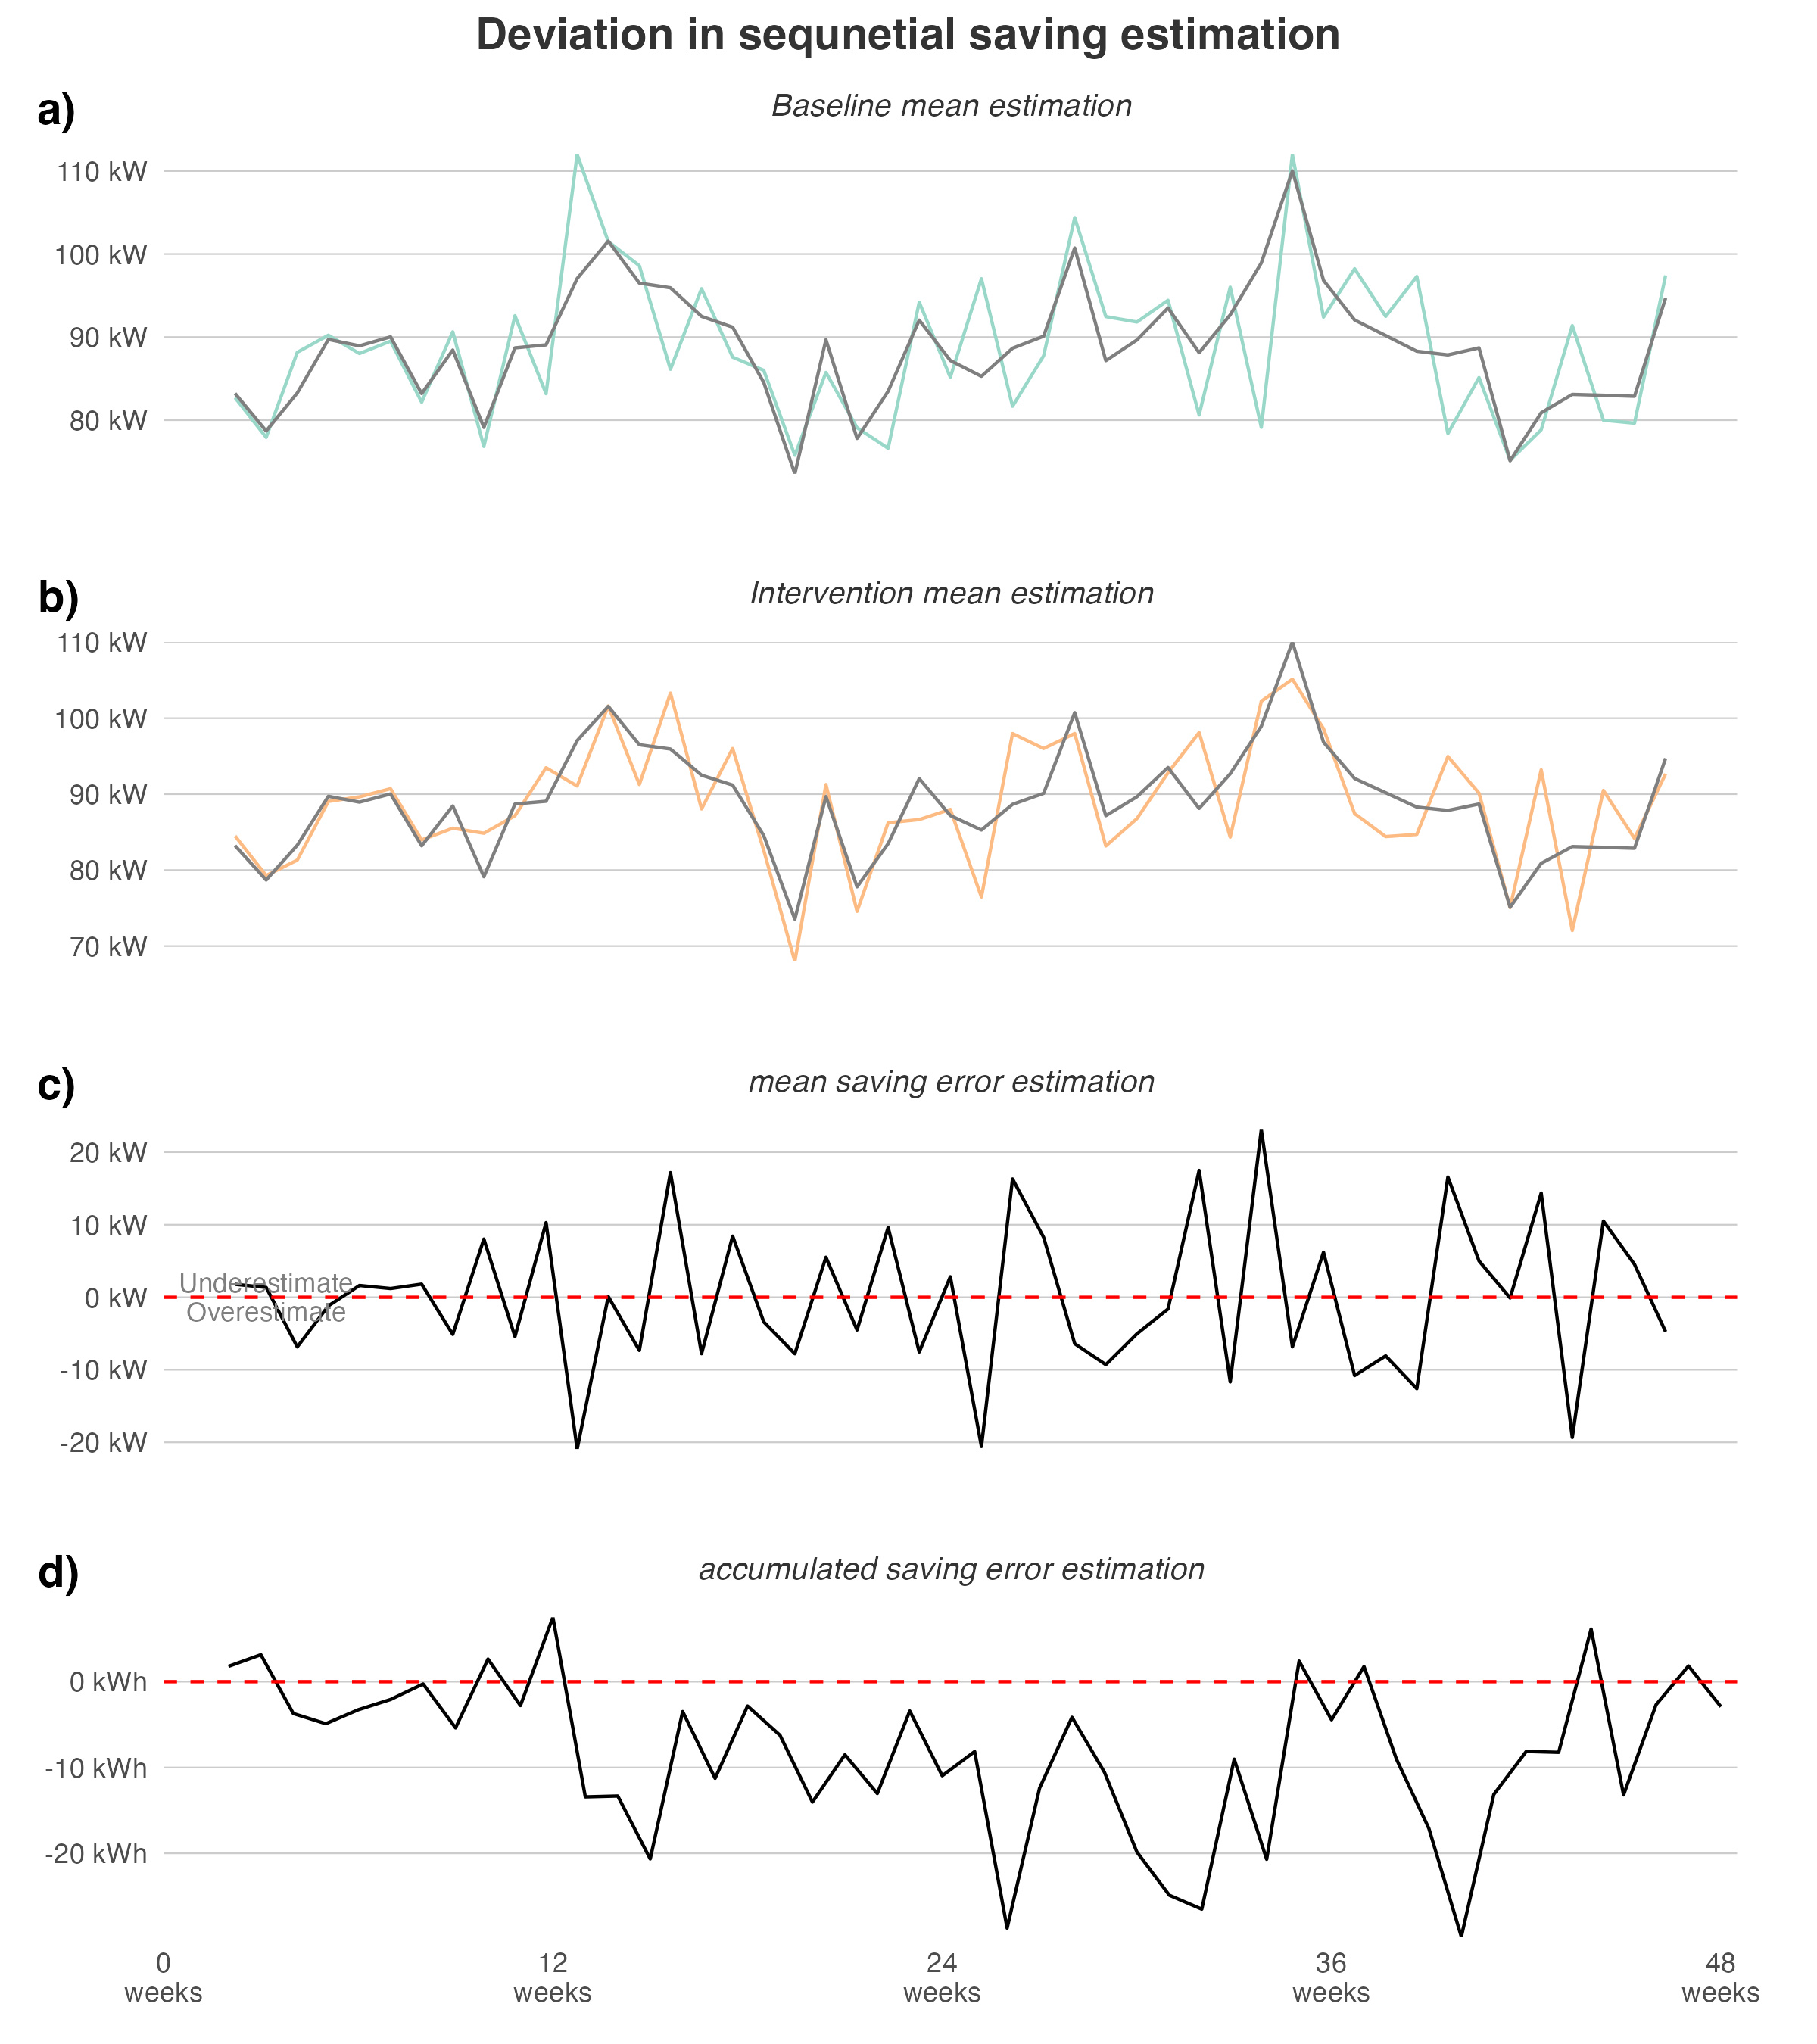 Deviation in sequnetial saving estimation
a)
Baseline mean estimation
110 kW
100 kW
90 kW
80 kW
b)
Intervention mean estimation
110 kW
100 kW
90 kW
80 kW
70 kW
c)
mean saving error estimation
20 kW
10 kW
Underestimate
0 kW
Overestimate
-10 kW
-20 kW
d)
accumulated saving error estimation
0 kWh
-10 kWh
-20 kWh
0 12 24 36 48
weeks weeks weeks weeks weeks